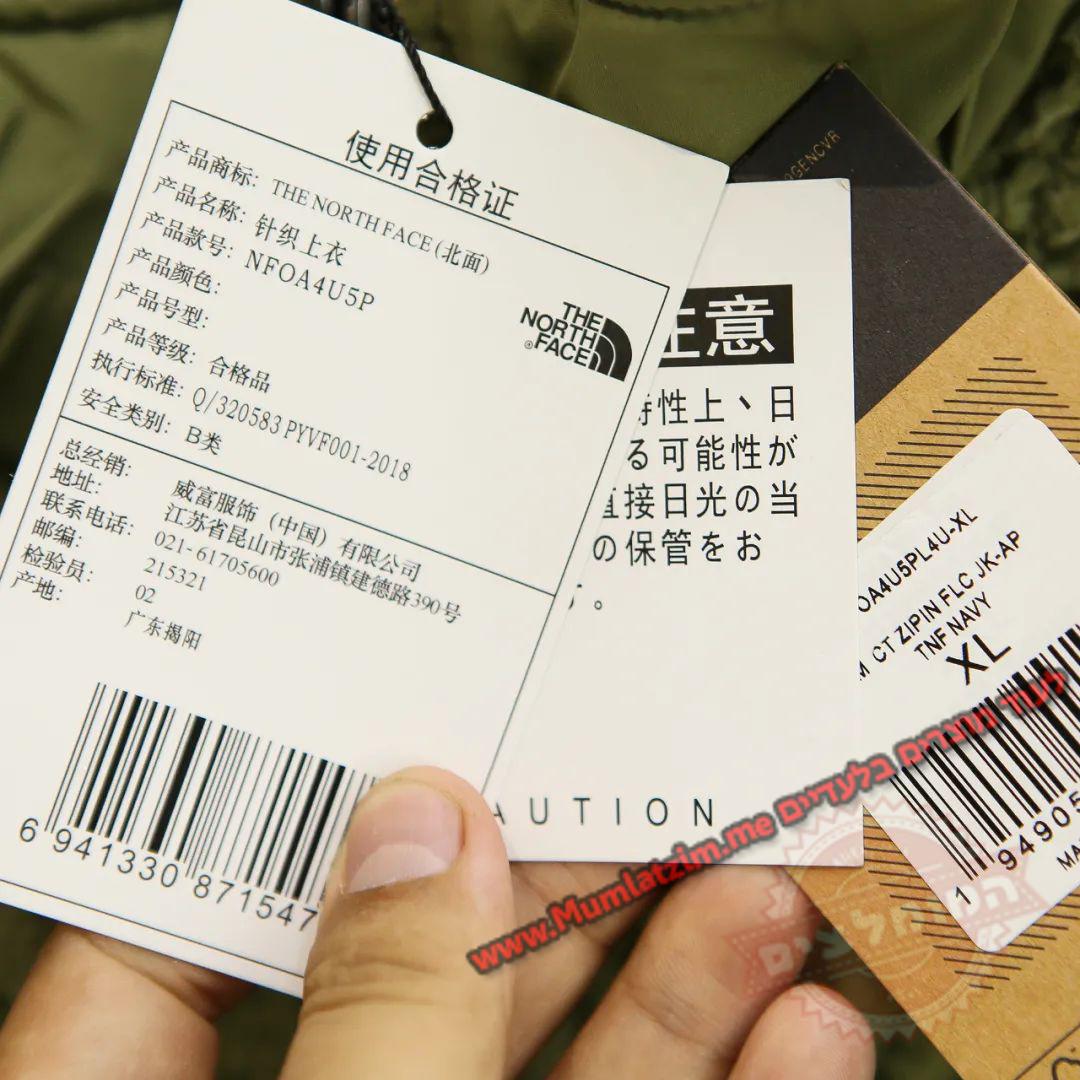 使用合格证
产品商标: THE NORTH FACE (北面)
产品名称: 针织上衣
产品款号: NFOA4U5P
产品颜色:
产品号型:
产品等级: 合格品
执行标准: Q/320583 PYVF001-2018
安全类别: B类
THE
NORTH
FACE
总经销: 威富服饰（中国）有限公司
地址: 江苏省昆山市张浦镇建德路390号
联系电话: 021-61705600
邮编: 215321
检验员: 02
产地: 广东揭阳
6 941330 871547
注意
性上、日
る可能性が
直接日光の当
の保管をお
。
AUTION
OGENCVR
OA4U5PL4U-XL
M CT ZIPIN FLC JK-AP
TNF NAVY
XL
1 94905
MA
www.Mumlatzim.me לעוד מוצרים בלעדיים
המומלצים